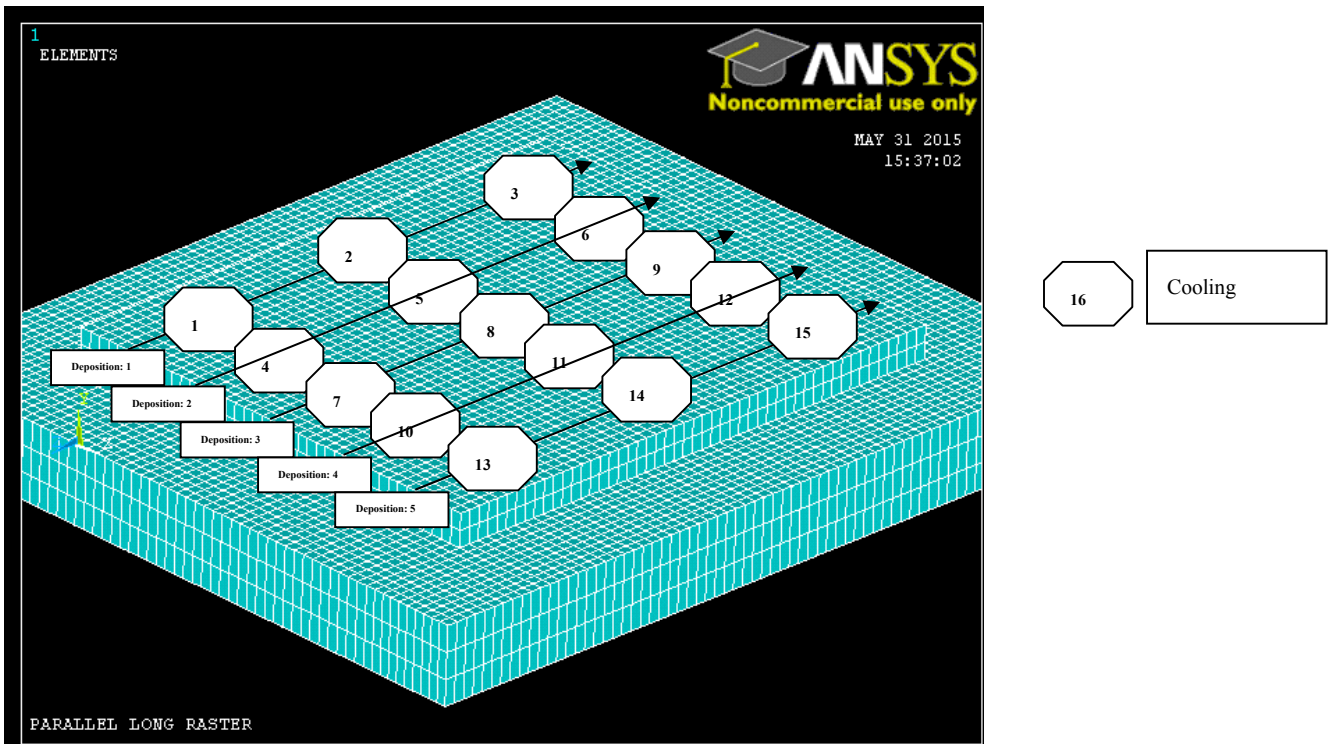 1
ELEMENTS
ANSYS
Noncommercial use only
MAY 31 2015
15:37:02
3
6
2
9
5
12
1
8
15
4
11
Deposition: 1
7
14
Deposition: 2
10
Deposition: 3
13
Deposition: 4
Deposition: 5
Y
PARALLEL LONG RASTER
16
Cooling